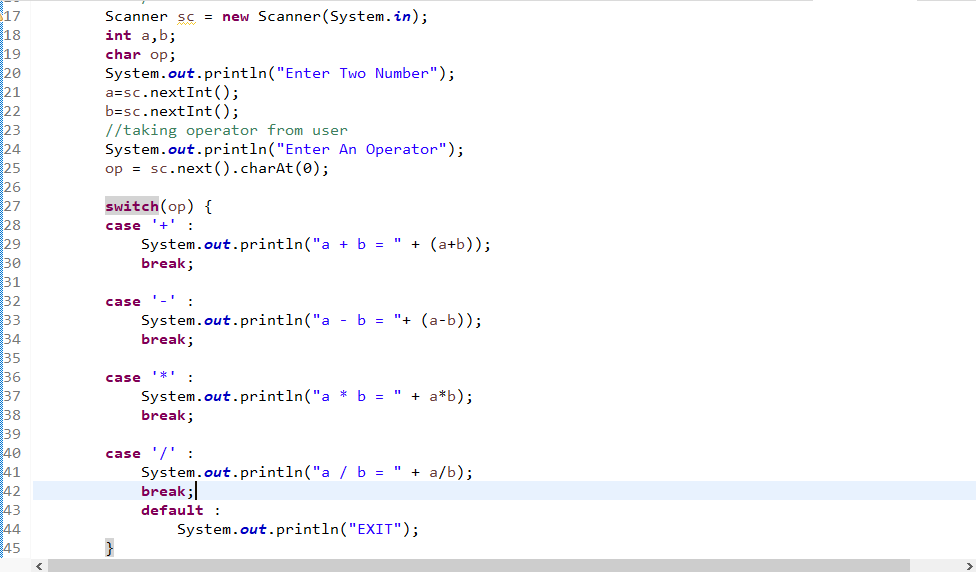 17 Scanner sc = new Scanner(System.in);
18 int a,b;
19 char op;
20 System.out.println("Enter Two Number");
21 a=sc.nextInt();
22 b=sc.nextInt();
23 //taking operator from user
24 System.out.println("Enter An Operator");
25 op = sc.next().charAt(0);
26
27 switch(op) {
28 case '+' :
29 System.out.println("a + b = " + (a+b));
30 break;
31
32 case '-' :
33 System.out.println("a - b = "+ (a-b));
34 break;
35
36 case '*' :
37 System.out.println("a * b = " + a*b);
38 break;
39
40 case '/' :
41 System.out.println("a / b = " + a/b);
42 break;
43 default :
44 System.out.println("EXIT");
45 }